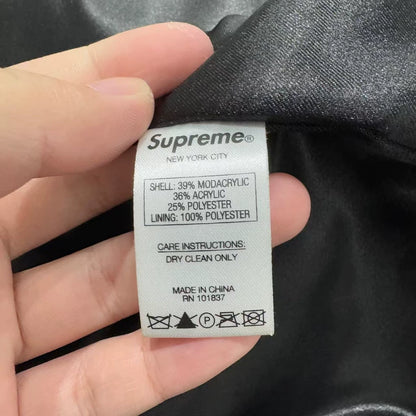 Supreme®
NEW YORK CITY
SHELL: 39% MODACRYLIC
36% ACRYLIC
25% POLYESTER
LINING: 100% POLYESTER
CARE INSTRUCTIONS:
DRY CLEAN ONLY
MADE IN CHINA
RN 101837
P